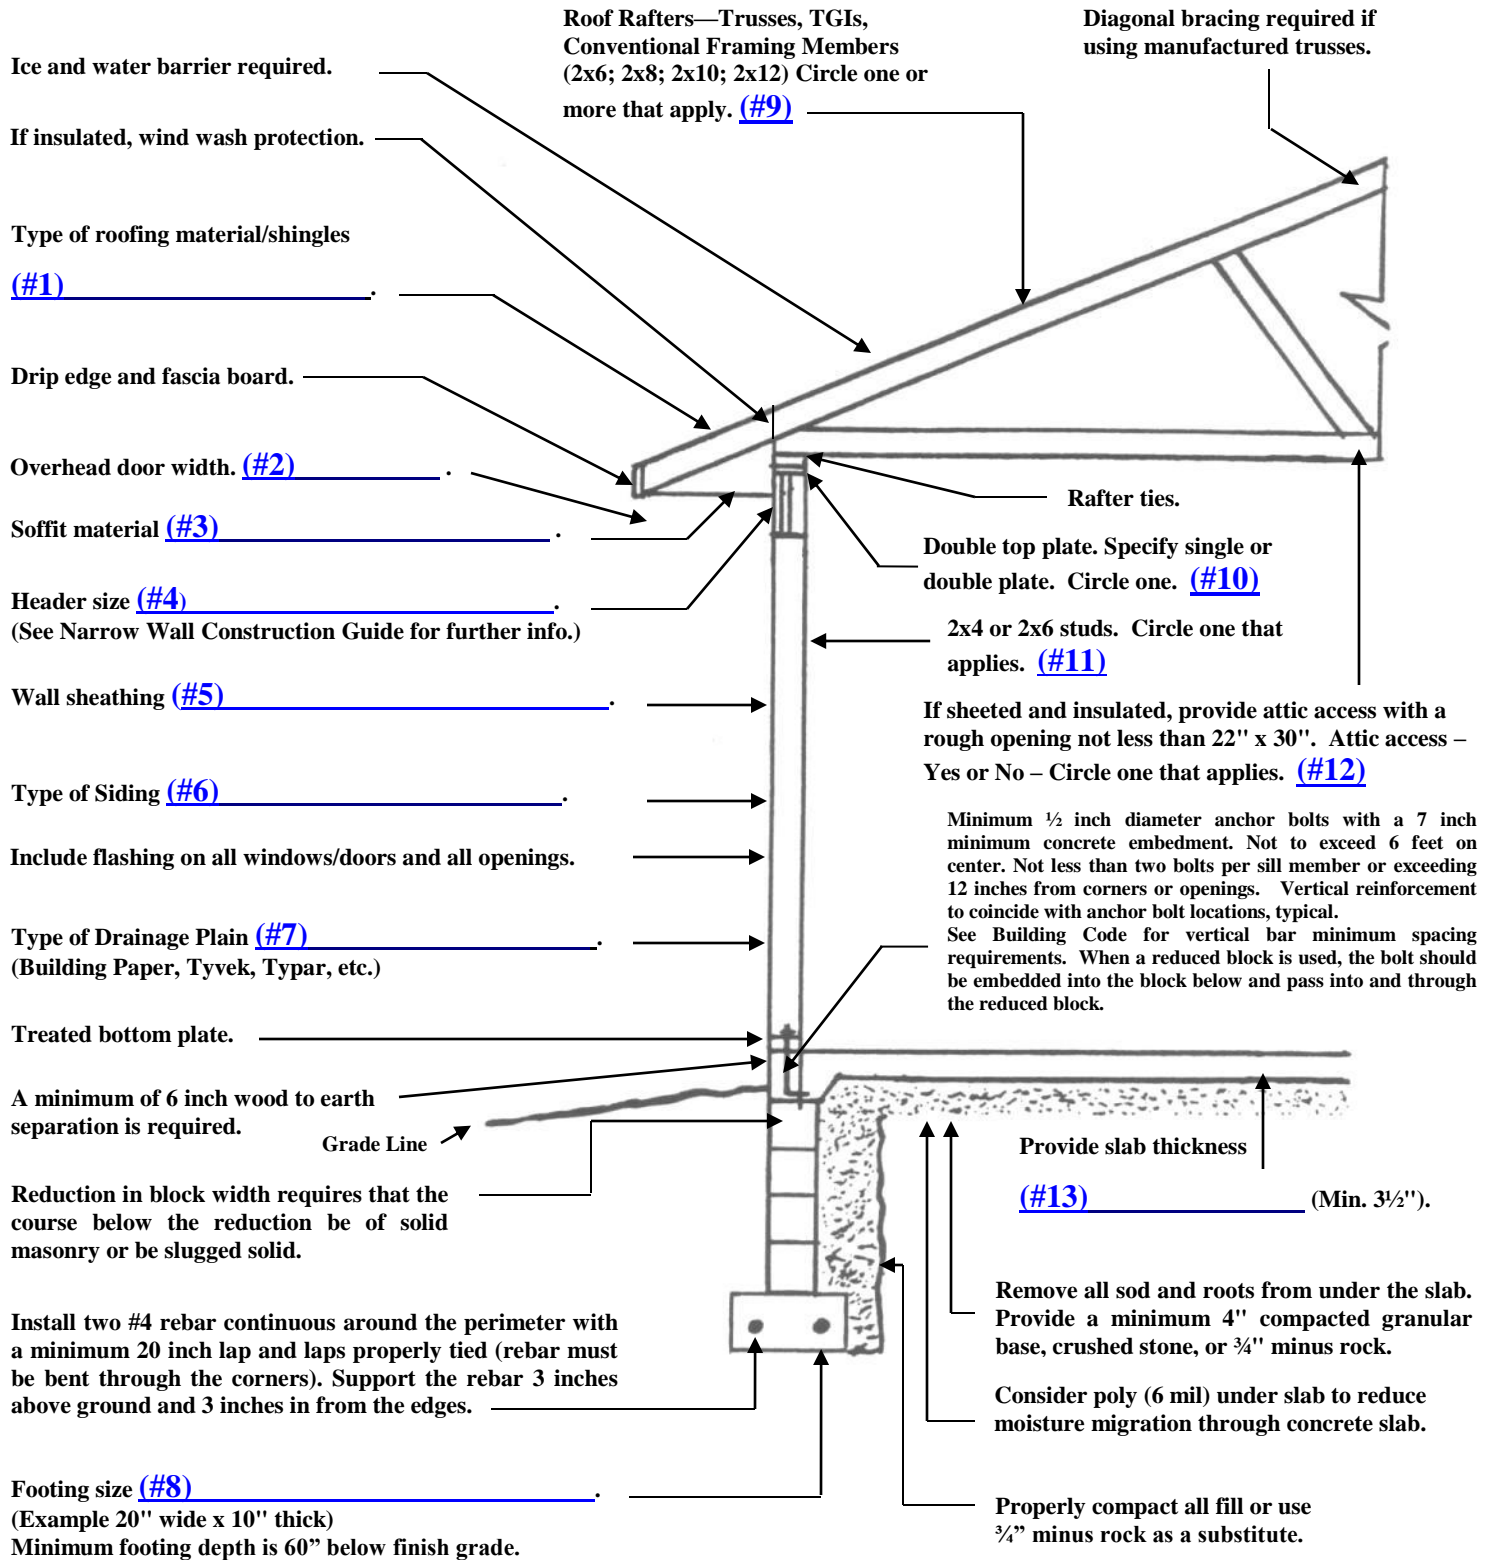 Roof Rafters—Trusses, TGIs,
Conventional Framing Members
(2x6; 2x8; 2x10; 2x12) Circle one or
more that apply. (#9)
Diagonal bracing required if
using manufactured trusses.
Ice and water barrier required.
If insulated, wind wash protection.
Type of roofing material/shingles
(#1)____________________.
Drip edge and fascia board.
Overhead door width. (#2)__________ .
Soffit material (#3)____________________ .
Header size (#4)____________________.
(See Narrow Wall Construction Guide for further info.)
Wall sheathing (#5)____________________.
Type of Siding (#6)____________________.
Include flashing on all windows/doors and all openings.
Type of Drainage Plain (#7)____________________.
(Building Paper, Tyvek, Typar, etc.)
Treated bottom plate.
A minimum of 6 inch wood to earth
separation is required.
Grade Line
Reduction in block width requires that the
course below the reduction be of solid
masonry or be slugged solid.
Install two #4 rebar continuous around the perimeter with
a minimum 20 inch lap and laps properly tied (rebar must
be bent through the corners). Support the rebar 3 inches
above ground and 3 inches in from the edges.
Footing size (#8)____________________.
(Example 20" wide x 10" thick)
Minimum footing depth is 60” below finish grade.
Rafter ties.
Double top plate. Specify single or
double plate. Circle one. (#10)
2x4 or 2x6 studs. Circle one that
applies. (#11)
If sheeted and insulated, provide attic access with a
rough opening not less than 22" x 30". Attic access –
Yes or No – Circle one that applies. (#12)
Minimum ½ inch diameter anchor bolts with a 7 inch
minimum concrete embedment. Not to exceed 6 feet on
center. Not less than two bolts per sill member or exceeding
12 inches from corners or openings. Vertical reinforcement
to coincide with anchor bolt locations, typical.
See Building Code for vertical bar minimum spacing
requirements. When a reduced block is used, the bolt should
be embedded into the block below and pass into and through
the reduced block.
Provide slab thickness
(#13)____________________ (Min. 3½").
Remove all sod and roots from under the slab.
Provide a minimum 4" compacted granular
base, crushed stone, or ¾" minus rock.
Consider poly (6 mil) under slab to reduce
moisture migration through concrete slab.
Properly compact all fill or use
¾” minus rock as a substitute.